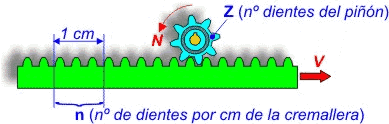 Z (nº dientes del piñón)
1 cm
N
V
n (nº de dientes por cm de la cremallera)